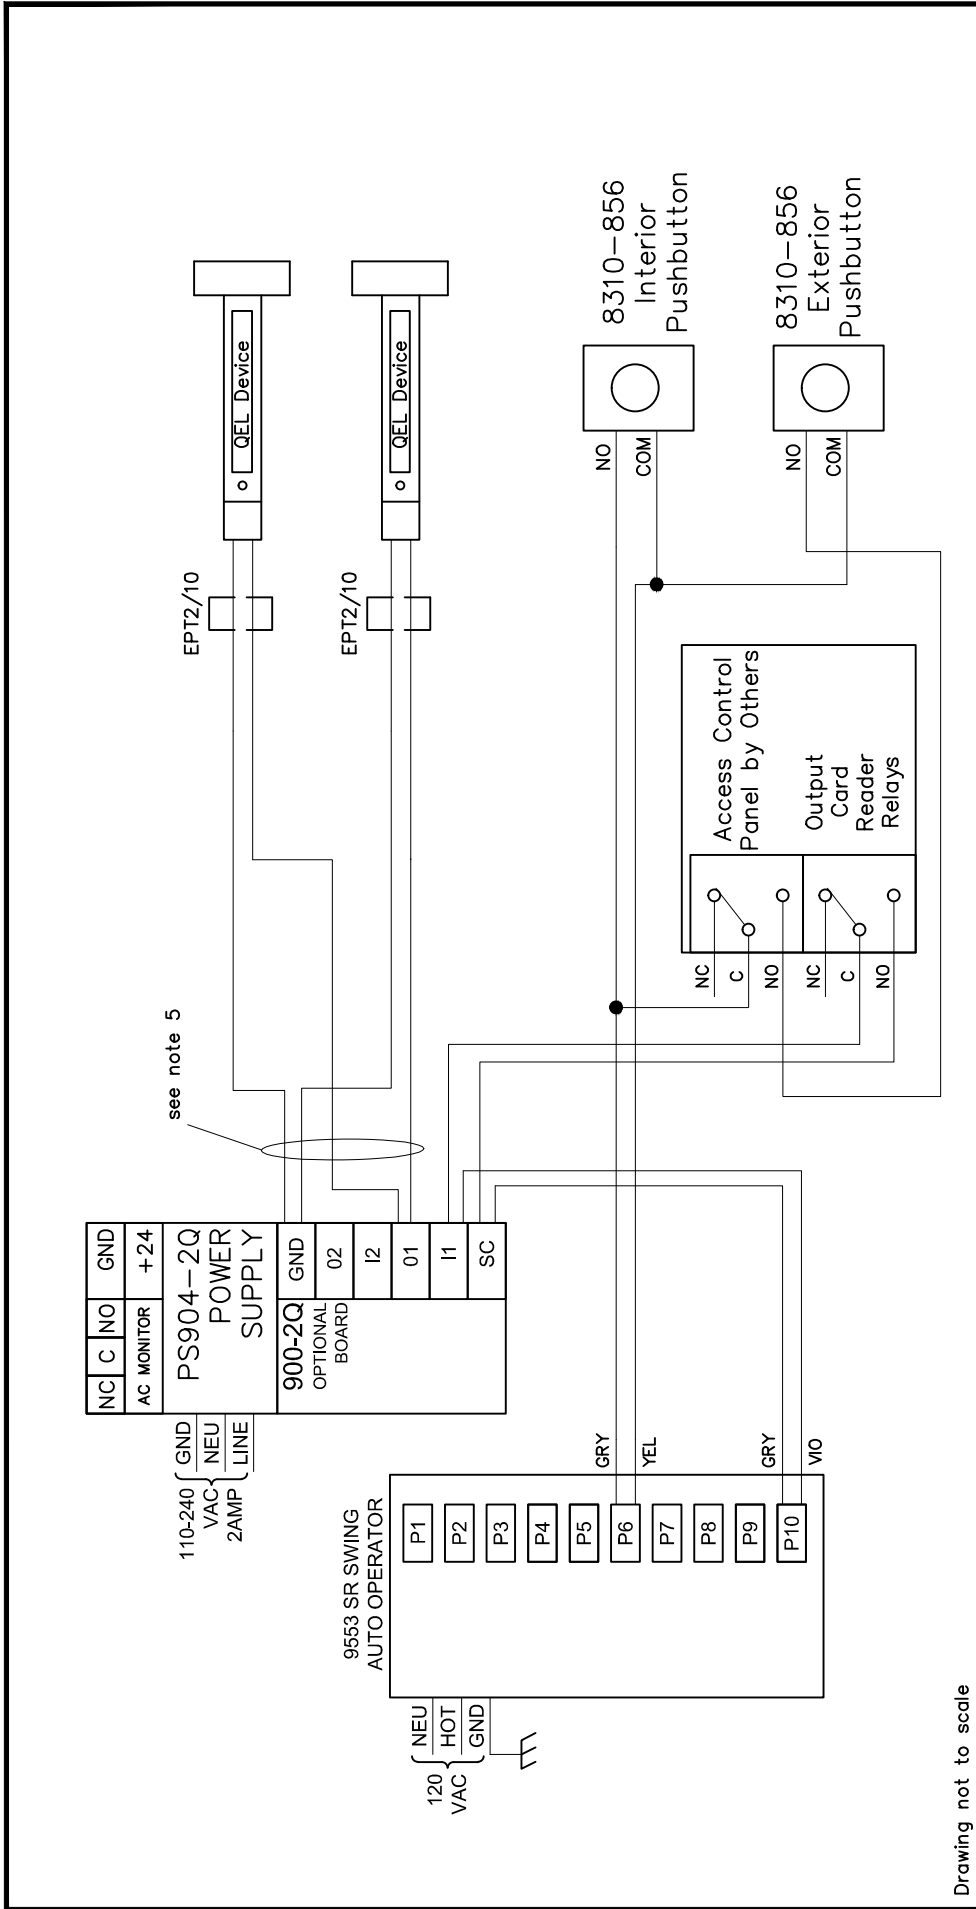 see note 5
EPT2/10
QEL Device
EPT2/10
QEL Device
NC
C
NO
GND
AC MONITOR
+24
PS904-2Q
POWER
SUPPLY
110-240
VAC
2AMP
GND
NEU
LINE
900-2Q
OPTIONAL
BOARD
GND
02
I2
01
I1
SC
9553 SR SWING
AUTO OPERATOR
120
VAC
NEU
HOT
GND
P1
P2
P3
P4
P5
P6
P7
P8
P9
P10
GRY
YEL
GRY
VIO
NO
COM
8310-856
Interior
Pushbutton
NO
COM
8310-856
Exterior
Pushbutton
Access Control
Panel by Others
Output
Card
Reader
Relays
NC
C
NO
NC
C
NO
Drawing not to scale